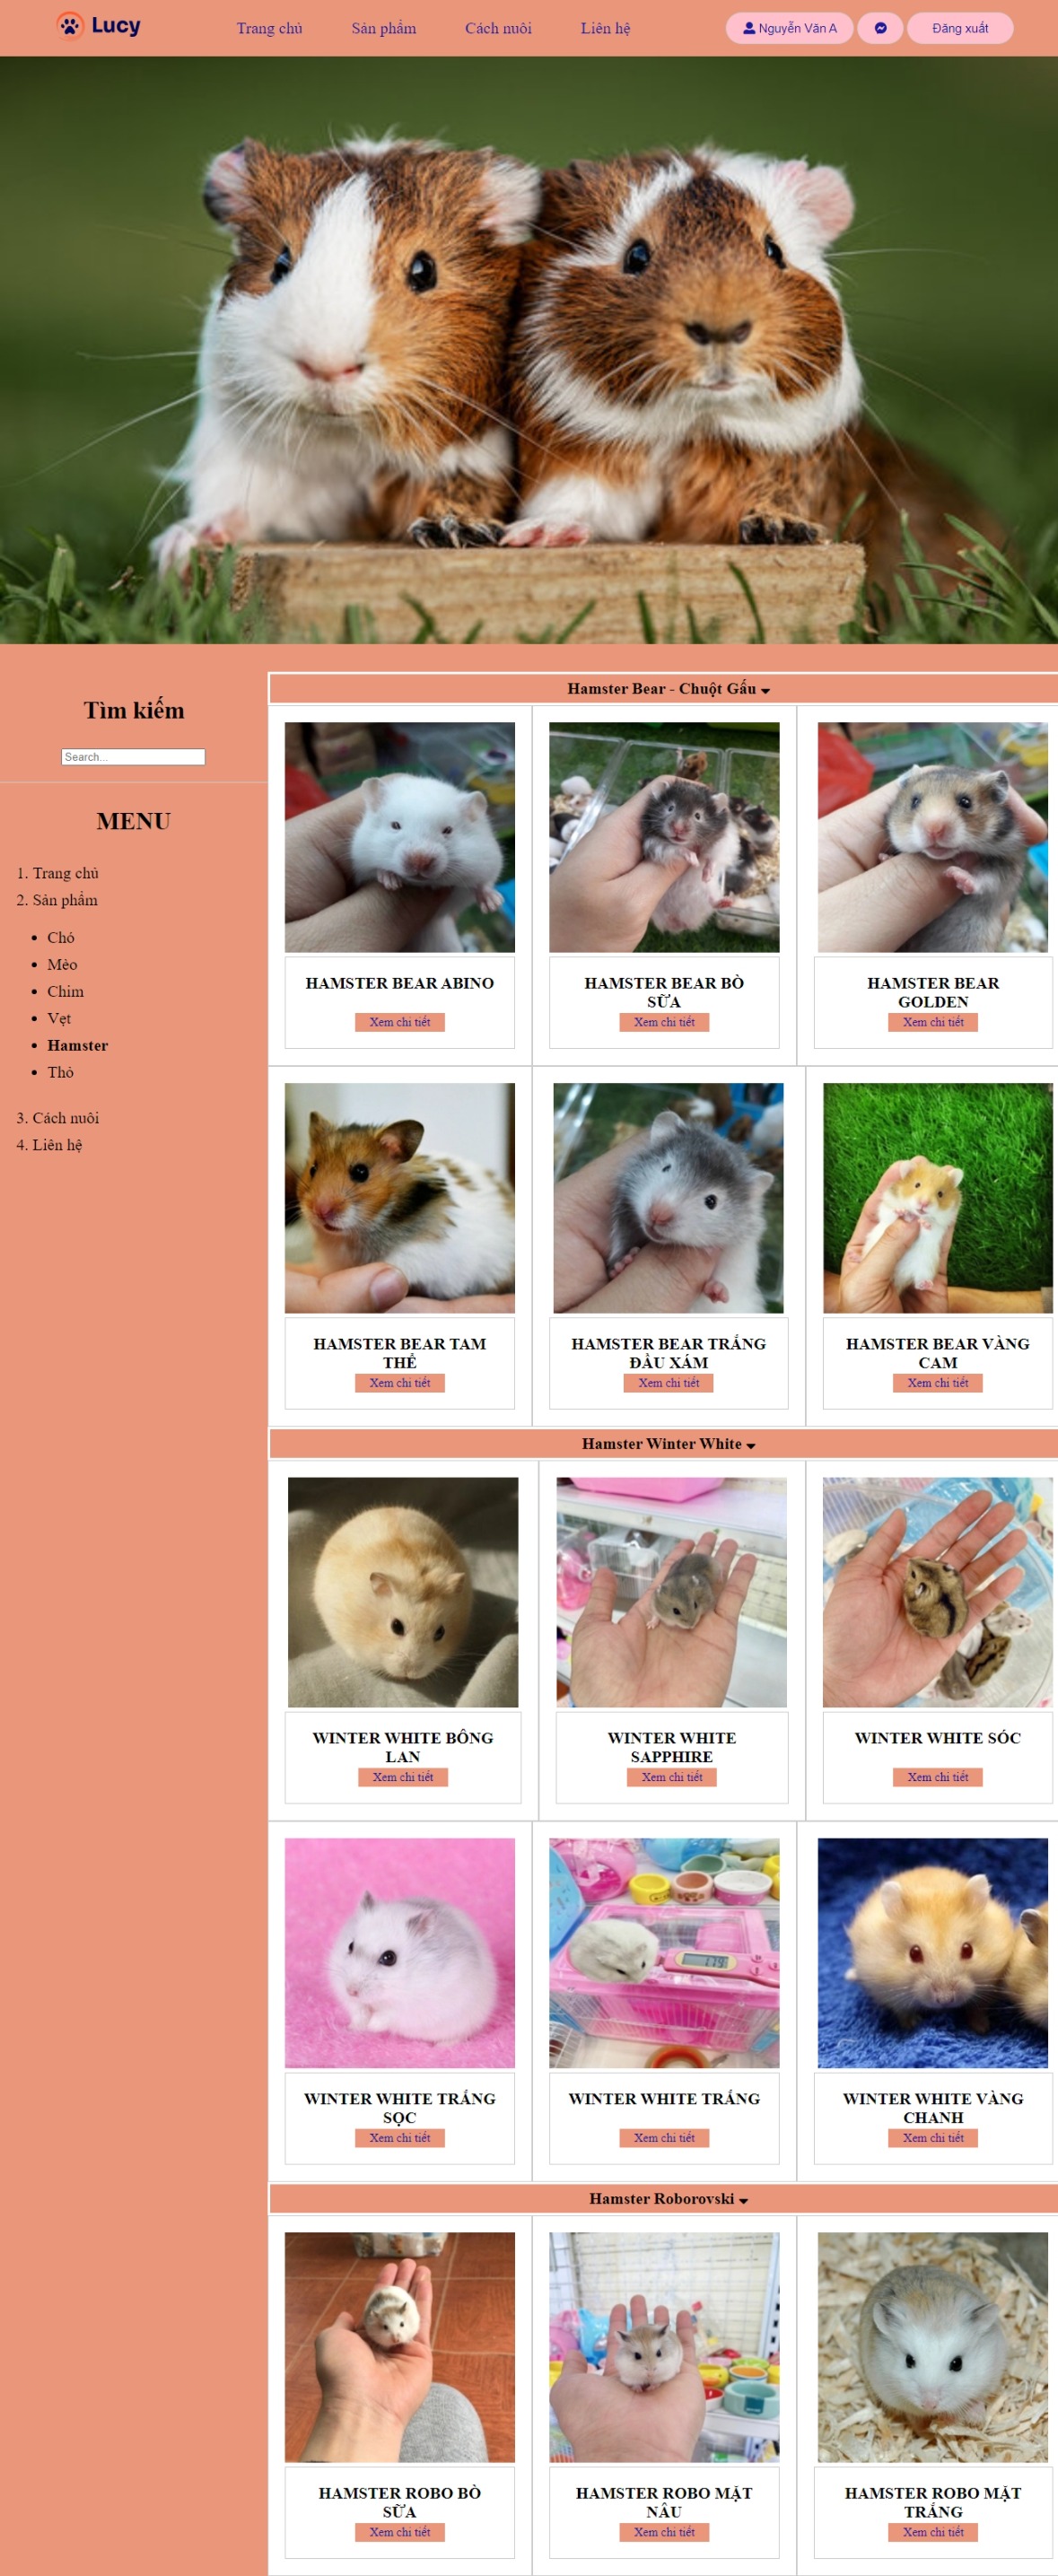 Lucy
Trang chủ
Sản phẩm
Cách nuôi
Liên hệ
Nguyễn Văn A
Đăng xuất
Tìm kiếm
Search...
MENU
1. Trang chủ
2. Sản phẩm
Chó
Mèo
Chim
Vẹt
Hamster
Thỏ
3. Cách nuôi
4. Liên hệ
Hamster Bear - Chuột Gấu
HAMSTER BEAR ABINO
Xem chi tiết
HAMSTER BEAR BÒ
SỮA
Xem chi tiết
HAMSTER BEAR
GOLDEN
Xem chi tiết
HAMSTER BEAR TAM
THỂ
Xem chi tiết
HAMSTER BEAR TRẮNG
ĐẦU XÁM
Xem chi tiết
HAMSTER BEAR VÀNG
CAM
Xem chi tiết
Hamster Winter White
WINTER WHITE BÔNG
LAN
Xem chi tiết
WINTER WHITE
SAPPHIRE
Xem chi tiết
WINTER WHITE SÓC
Xem chi tiết
179
WINTER WHITE TRẮNG
SỌC
Xem chi tiết
WINTER WHITE TRẮNG
Xem chi tiết
WINTER WHITE VÀNG
CHANH
Xem chi tiết
Hamster Roborovski
HAMSTER ROBO BÒ
SỮA
Xem chi tiết
HAMSTER ROBO MẶT
NÂU
Xem chi tiết
HAMSTER ROBO MẶT
TRẮNG
Xem chi tiết